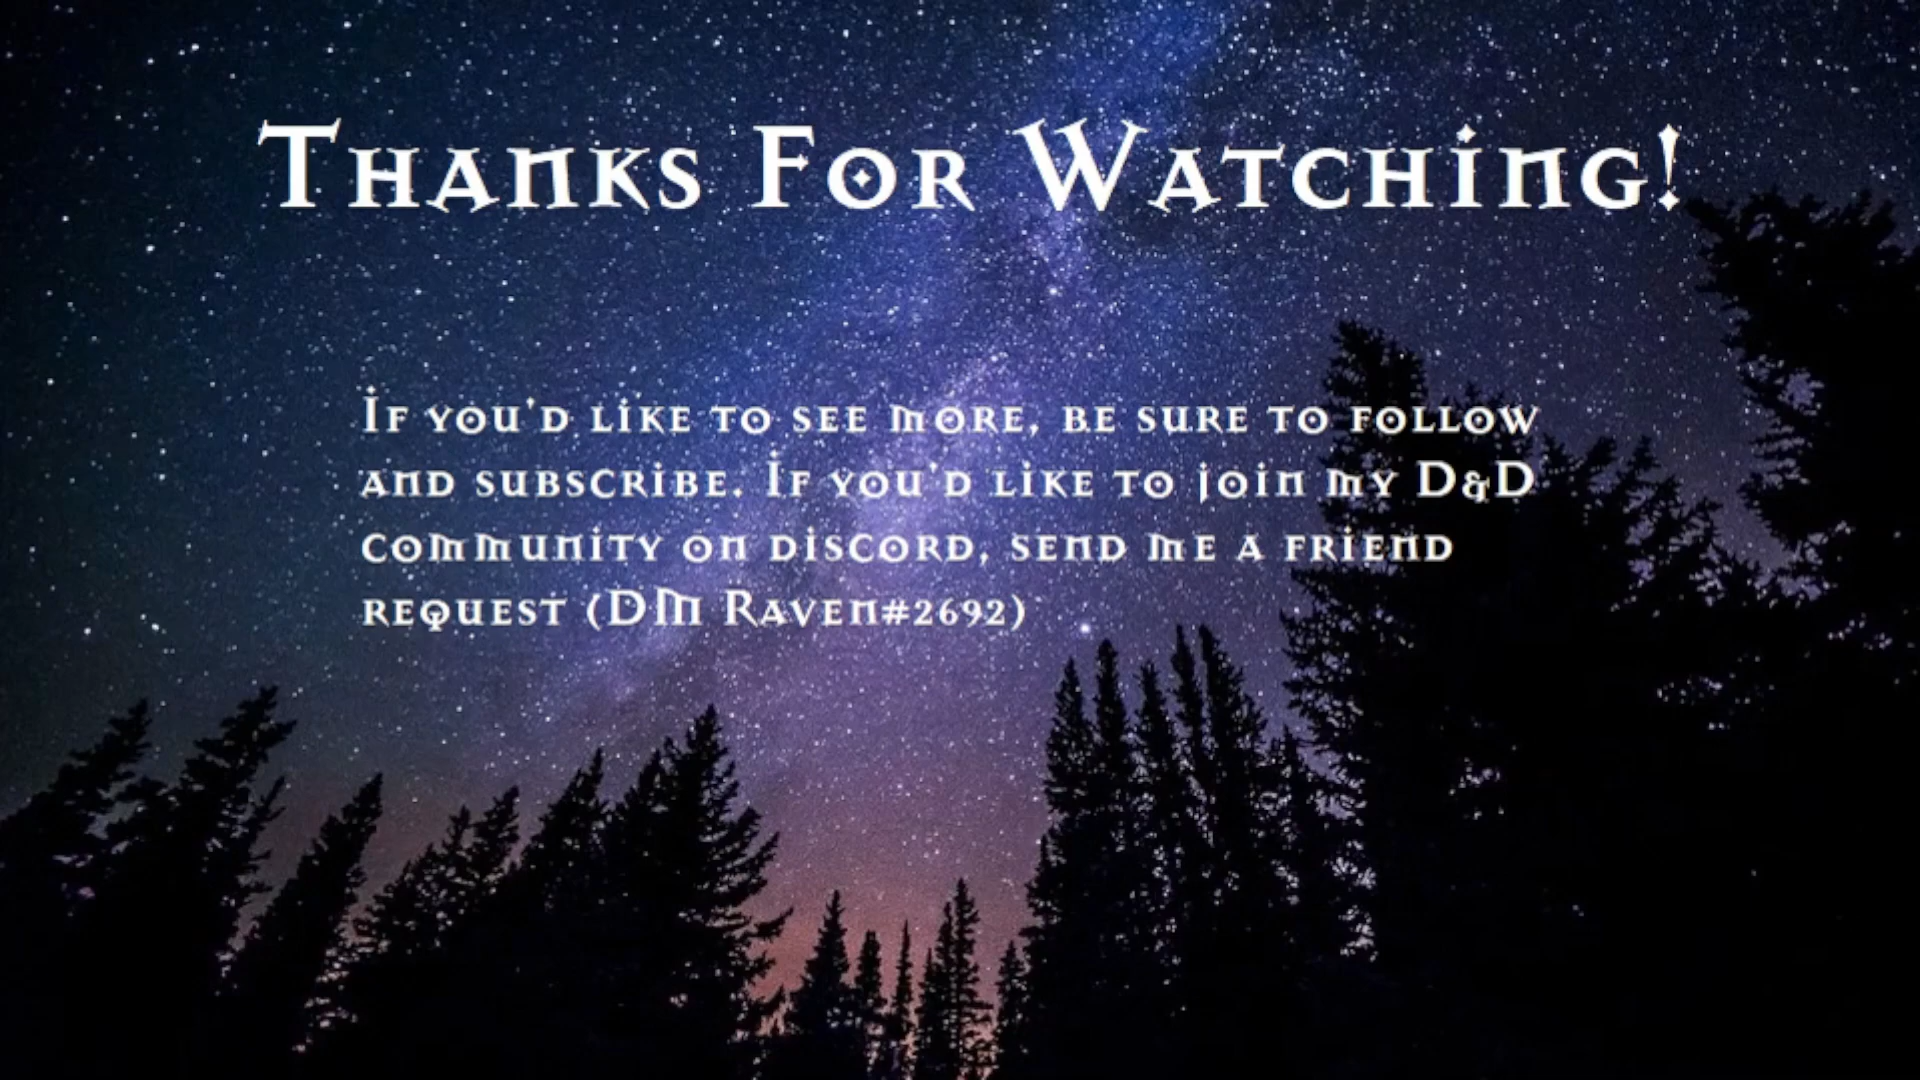 Thanks For Watching!
If you'd like to see more, be sure to follow
and subscribe. If you'd like to join my D&D
community on discord, send me a friend
request (DM Raven#2692)